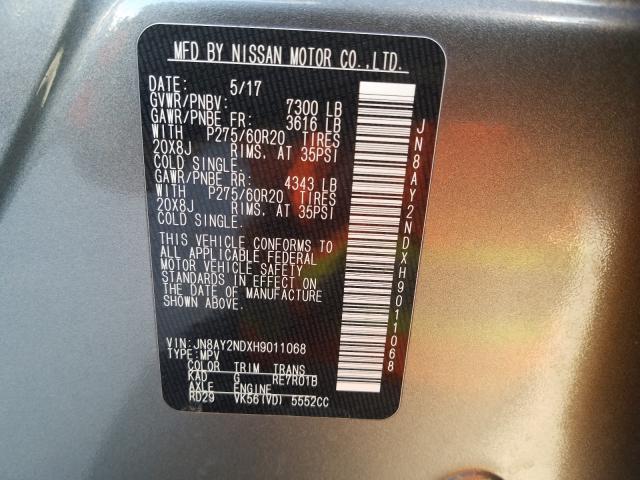 MFD BY NISSAN MOTOR CO.,LTD.
DATE: 5/17
GVWR/PNBV: 7300 LB
GAWR/PNBE FR: 3616 LB
WITH P275/60R20 TIRES
20X8J RIMS. AT 35PSI
COLD SINGLE.
GAWR/PNBE RR: 4343 LB
WITH P275/60R20 TIRES
20X8J RIMS. AT 35PSI
COLD SINGLE.
THIS VEHICLE CONFORMS TO
ALL APPLICABLE FEDERAL
MOTOR VEHICLE SAFETY
STANDARDS IN EFFECT ON
THE DATE OF MANUFACTURE
SHOWN ABOVE.
VIN: JN8AY2NDXH9011068
TYPE: MPV
COLOR TRIM TRANS
KAD G RE7R01B
AXLE ENGINE
RD29 VK56(VD) 5552CC
JN8AY2NDXH9011068